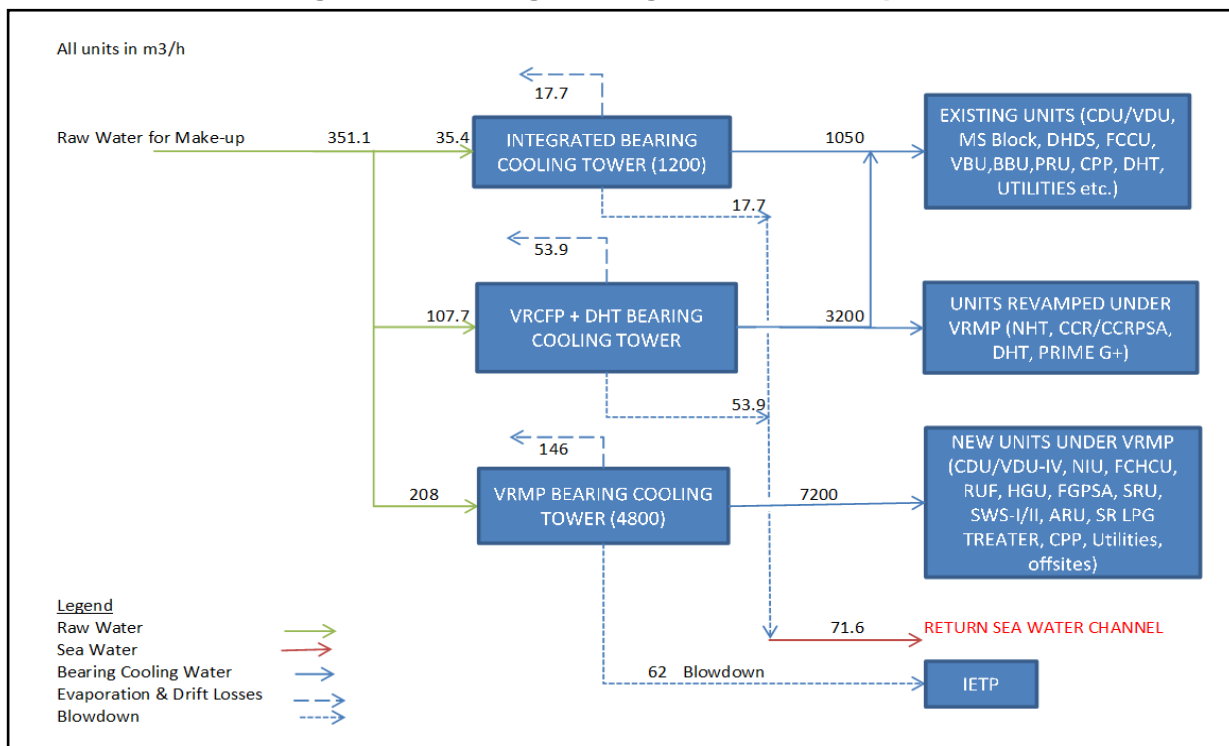 All units in m3/h
17.7
Raw Water for Make-up
351.1
35.4
INTEGRATED BEARING
COOLING TOWER (1200)
1050
EXISTING UNITS (CDU/VDU,
MS Block, DHDS, FCCU,
VBU,BBU,PRU, CPP, DHT,
UTILITIES etc.)
17.7
53.9
107.7
VRCFP + DHT BEARING
COOLING TOWER
3200
UNITS REVAMPED UNDER
VRMP (NHT, CCR/CCRPSA,
DHT, PRIME G+)
53.9
146
208
VRMP BEARING COOLING
TOWER (4800)
7200
NEW UNITS UNDER VRMP
(CDU/VDU-IV, NIU, FCHCU,
RUF, HGU, FGPSA, SRU,
SWS-I/II, ARU, SR LPG
TREATER, CPP, Utilities,
offsites)
71.6
RETURN SEA WATER CHANNEL
62 Blowdown
IETP
Legend
Raw Water
Sea Water
Bearing Cooling Water
Evaporation & Drift Losses
Blowdown